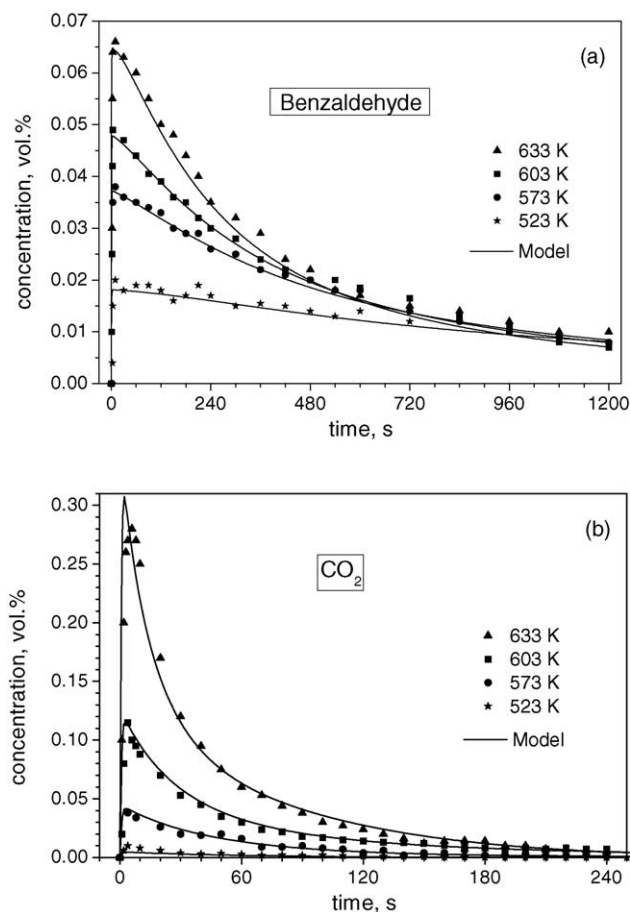 (a)
Benzaldehyde
633 K
603 K
573 K
523 K
Model
concentration, vol.%
0.07
0.06
0.05
0.04
0.03
0.02
0.01
0.00
0 240 480 720 960 1200
time, s
(b)
CO₂
633 K
603 K
573 K
523 K
Model
concentration, vol.%
0.30
0.25
0.20
0.15
0.10
0.05
0.00
0 60 120 180 240
time, s